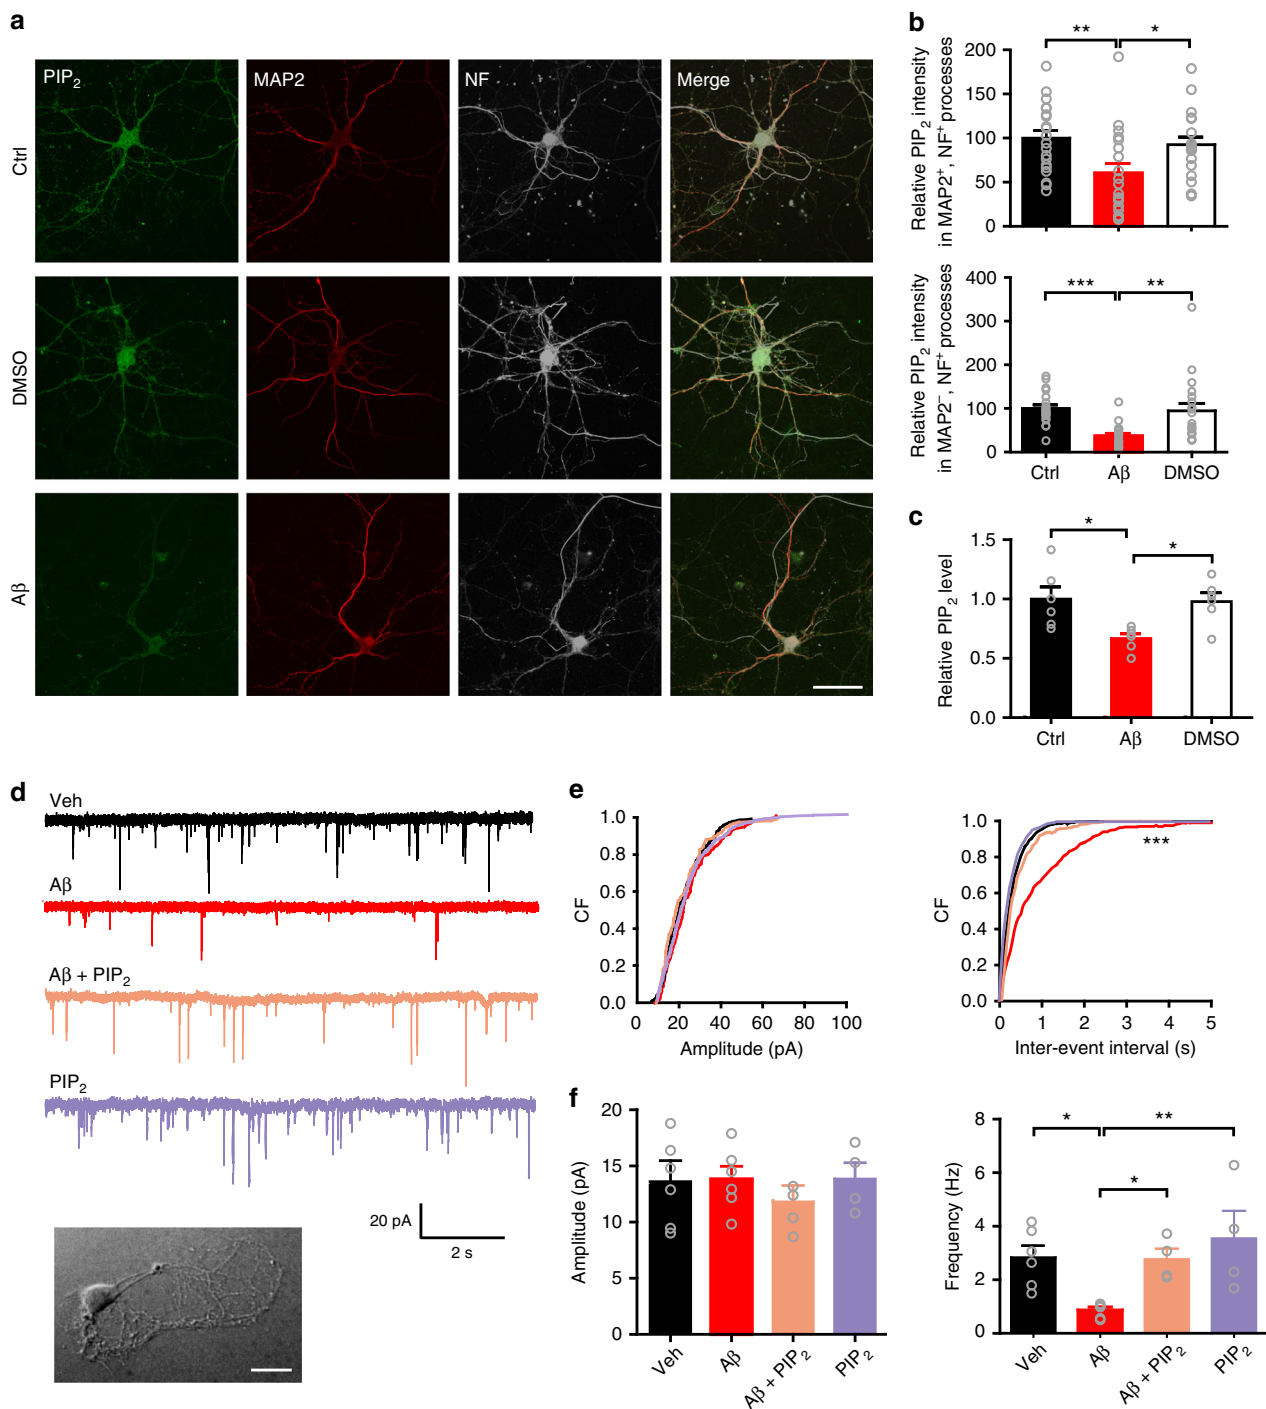 a
PIP2
MAP2
NF
Merge
Ctrl
DMSO
Aβ
b
Relative PIP2 intensity
in MAP2+, NF+ processes
200
150
100
50
0
**
*
Relative PIP2 intensity
in MAP2−, NF+ processes
400
300
200
100
0
***
**
Ctrl
Aβ
DMSO
c
Relative PIP2 level
1.5
1.0
0.5
0.0
*
*
Ctrl
Aβ
DMSO
d
Veh
Aβ
Aβ + PIP2
PIP2
20 pA
2 s
e
CF
1.0
0.8
0.6
0.4
0.2
0.0
0
20
40
60
80
100
Amplitude (pA)
CF
1.0
0.8
0.6
0.4
0.2
0.0
***
0
1
2
3
4
5
Inter-event interval (s)
f
Amplitude (pA)
20
15
10
5
0
Veh
Aβ
Aβ + PIP2
PIP2
Frequency (Hz)
8
6
4
2
0
*
**
*
Veh
Aβ
Aβ + PIP2
PIP2